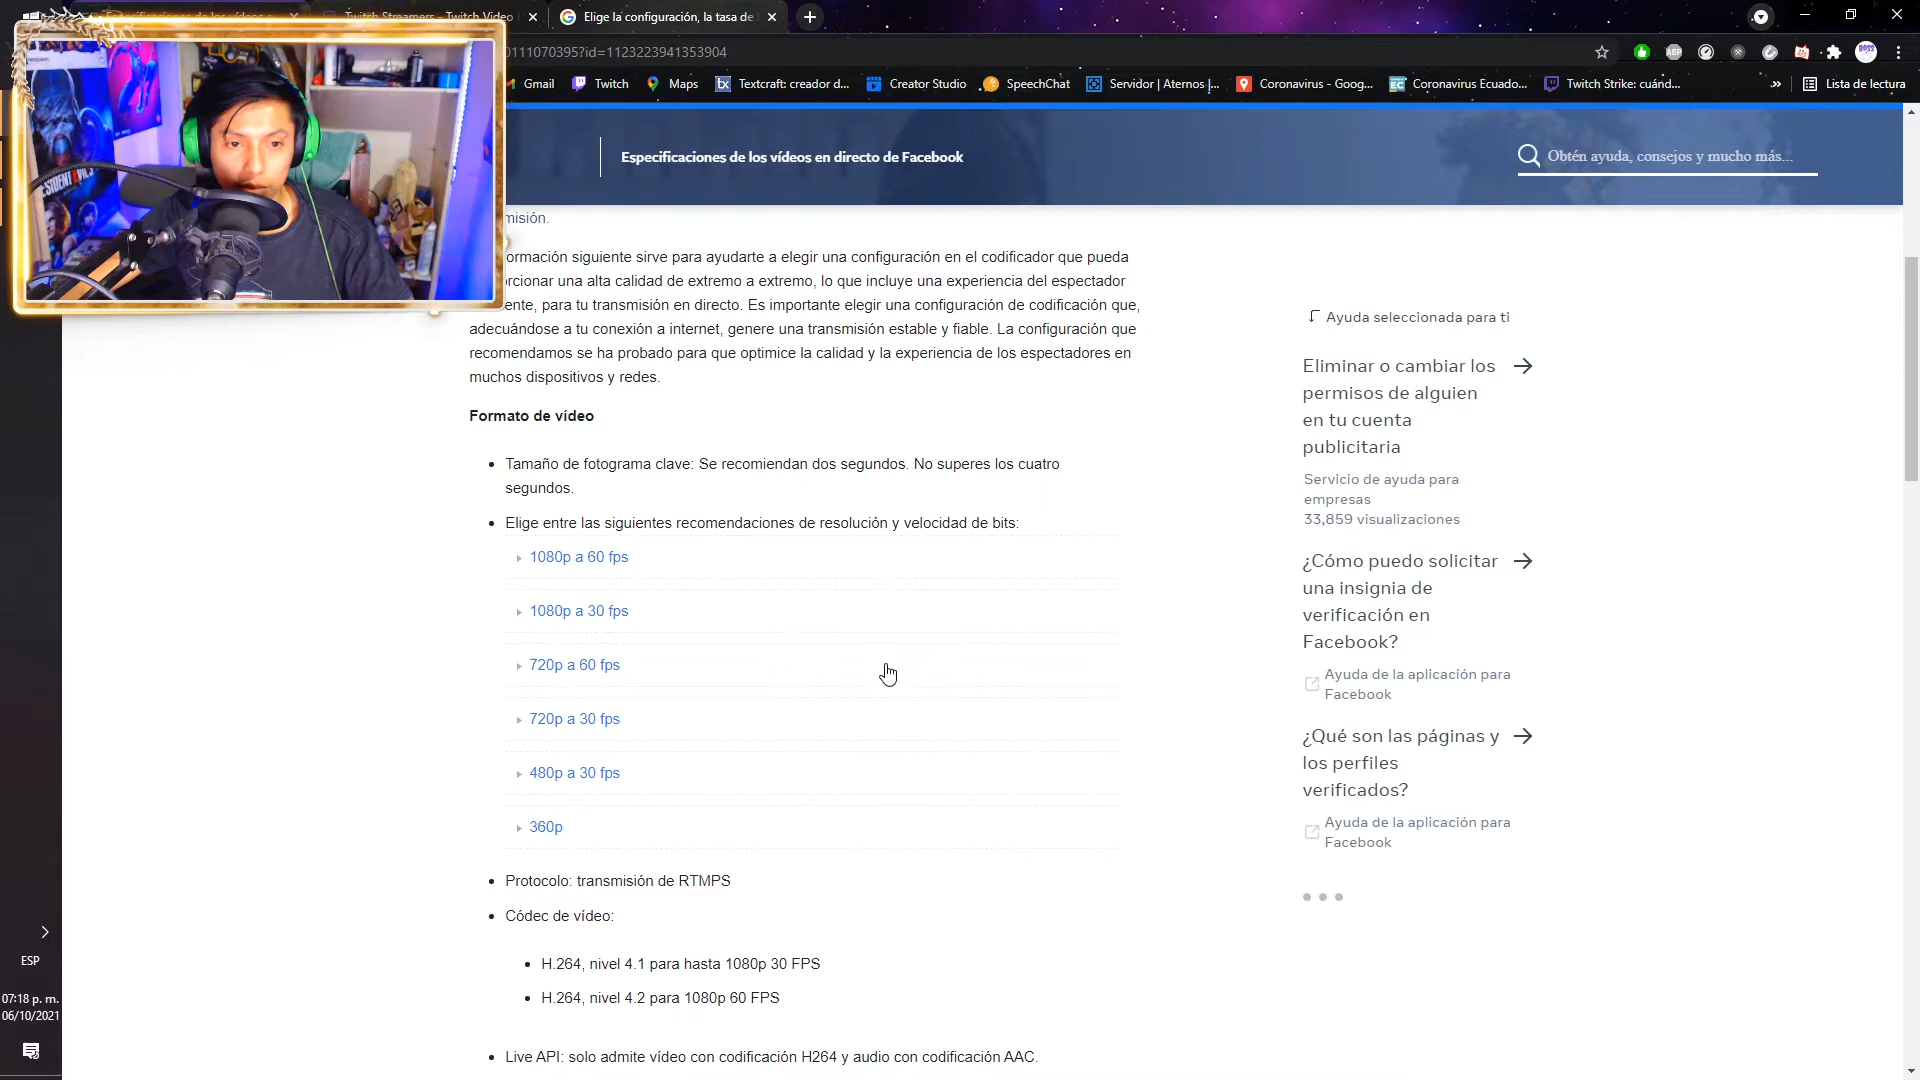 Twitch Streamers - Twitch Video
Elige la configuración, la tasa de
0111070395?id=1123223941353904
Gmail
Twitch
Maps
Textcraft: creador d...
Creator Studio
SpeechChat
Servidor | Aternos |...
Coronavirus - Goog...
Coronavirus Ecuado...
Twitch Strike: cuánd...
»
Lista de lectura
Especificaciones de los vídeos en directo de Facebook
Obtén ayuda, consejos y mucho más...
misión.
ormación siguiente sirve para ayudarte a elegir una configuración en el codificador que pueda
rcionar una alta calidad de extremo a extremo, lo que incluye una experiencia del espectador
ente, para tu transmisión en directo. Es importante elegir una configuración de codificación que,
adecuándose a tu conexión a internet, genere una transmisión estable y fiable. La configuración que
recomendamos se ha probado para que optimice la calidad y la experiencia de los espectadores en
muchos dispositivos y redes.
Formato de vídeo
• Tamaño de fotograma clave: Se recomiendan dos segundos. No superes los cuatro
segundos.
• Elige entre las siguientes recomendaciones de resolución y velocidad de bits:
1080p a 60 fps
1080p a 30 fps
720p a 60 fps
720p a 30 fps
480p a 30 fps
360p
• Protocolo: transmisión de RTMPS
• Códec de vídeo:
• H.264, nivel 4.1 para hasta 1080p 30 FPS
• H.264, nivel 4.2 para 1080p 60 FPS
• Live API: solo admite vídeo con codificación H264 y audio con codificación AAC.
Ayuda seleccionada para ti
Eliminar o cambiar los
permisos de alguien
en tu cuenta
publicitaria
Servicio de ayuda para
empresas
33,859 visualizaciones
¿Cómo puedo solicitar
una insignia de
verificación en
Facebook?
Ayuda de la aplicación para
Facebook
¿Qué son las páginas y
los perfiles
verificados?
Ayuda de la aplicación para
Facebook
ESP
07:18 p. m.
06/10/2021